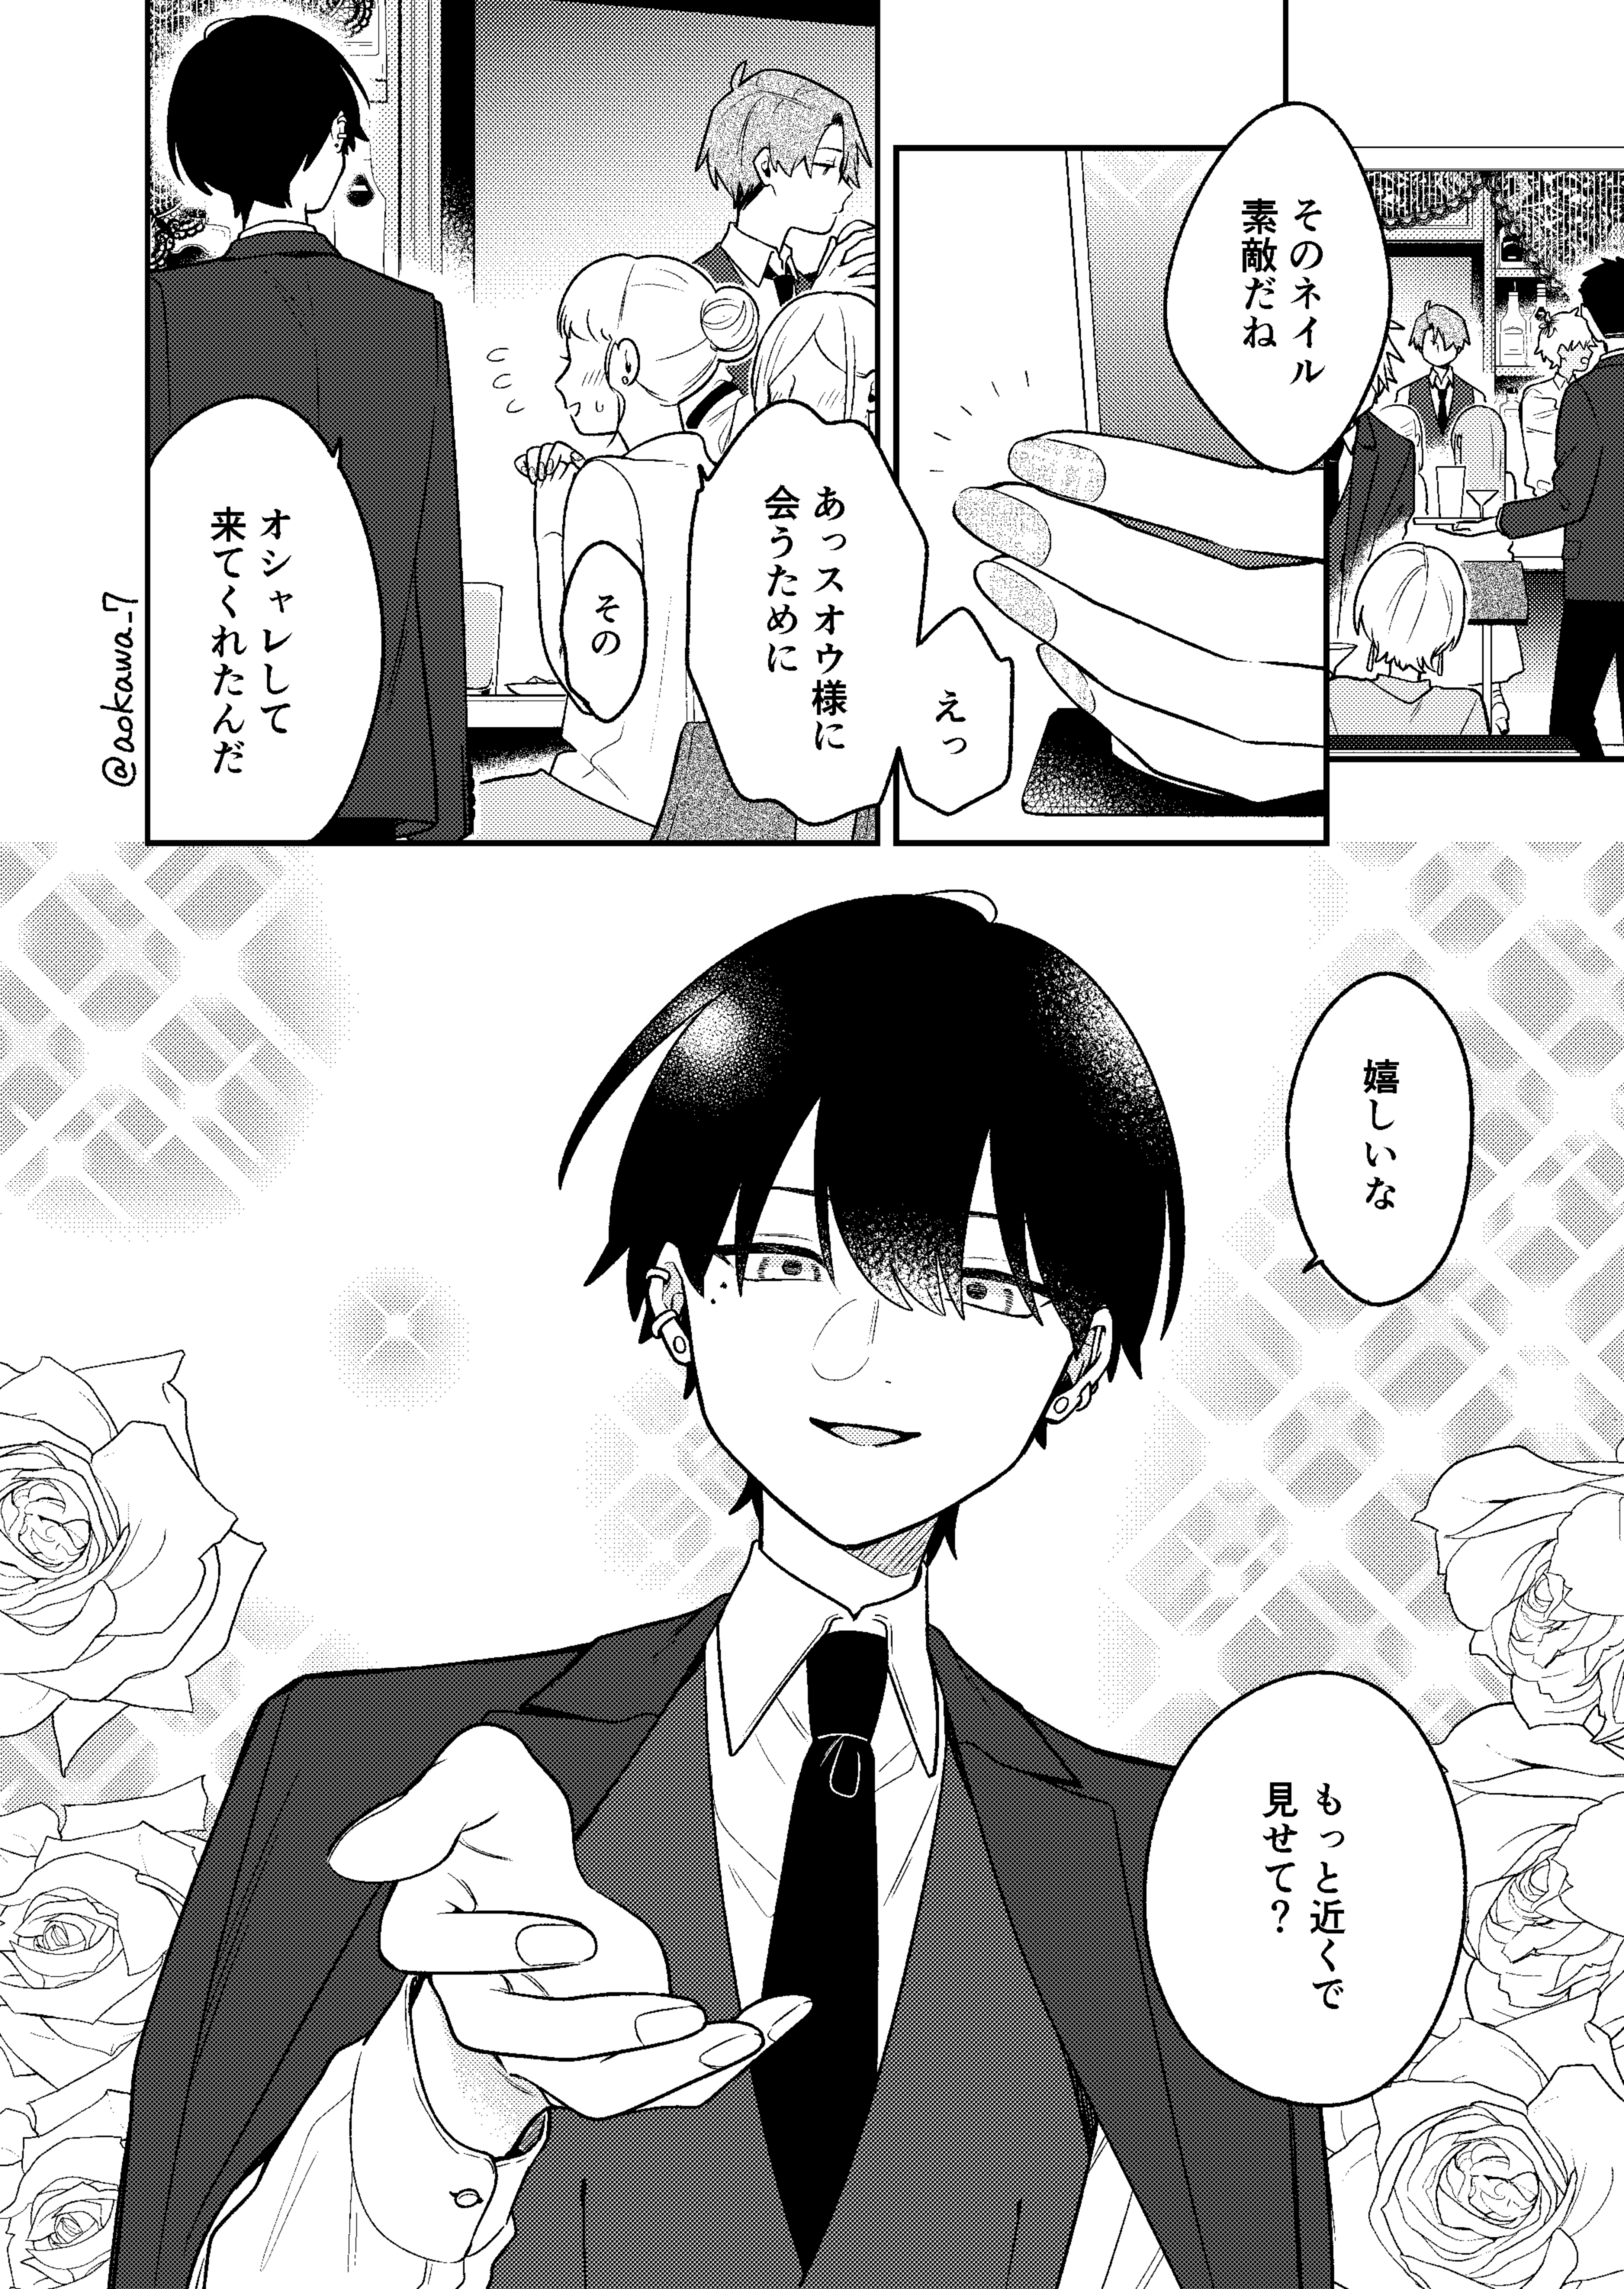 そのネイル
素敵だね
えっ
あっスオウ様に
会うために
その
オシャレして
来てくれたんだ
@aokawa_7
嬉しいな
もっと近くで
見せて?